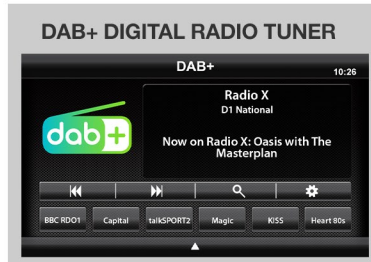 DAB+ DIGITAL RADIO TUNER
DAB+
10:26
Radio X
D1 National
dab+
Now on Radio X: Oasis with The
Masterplan
BBC RDO1 Capital talkSPORT2 Magic KISS Heart 80s